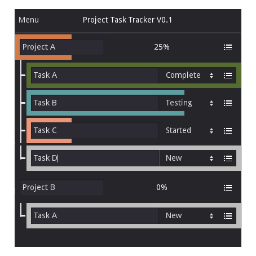 Menu Project Task Tracker V0.1
Project A 25%
Task A Complete
Task B Testing
Task C Started
Task D New
Project B 0%
Task A New